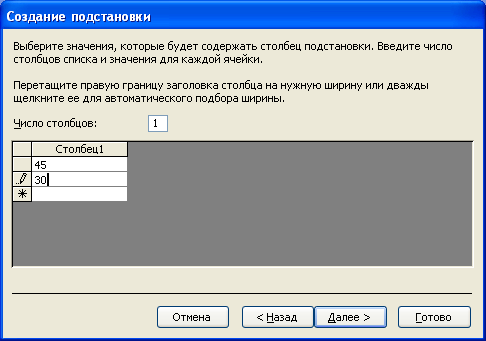 Создание подстановки
Выберите значения, которые будет содержать столбец подстановки. Введите число
столбцов списка и значения для каждой ячейки.
Перетащите правую границу заголовка столбца на нужную ширину или дважды
щелкните ее для автоматического подбора ширины.
Число столбцов: 1
Столбец1
45
30
Отмена < Назад Далее > Готово